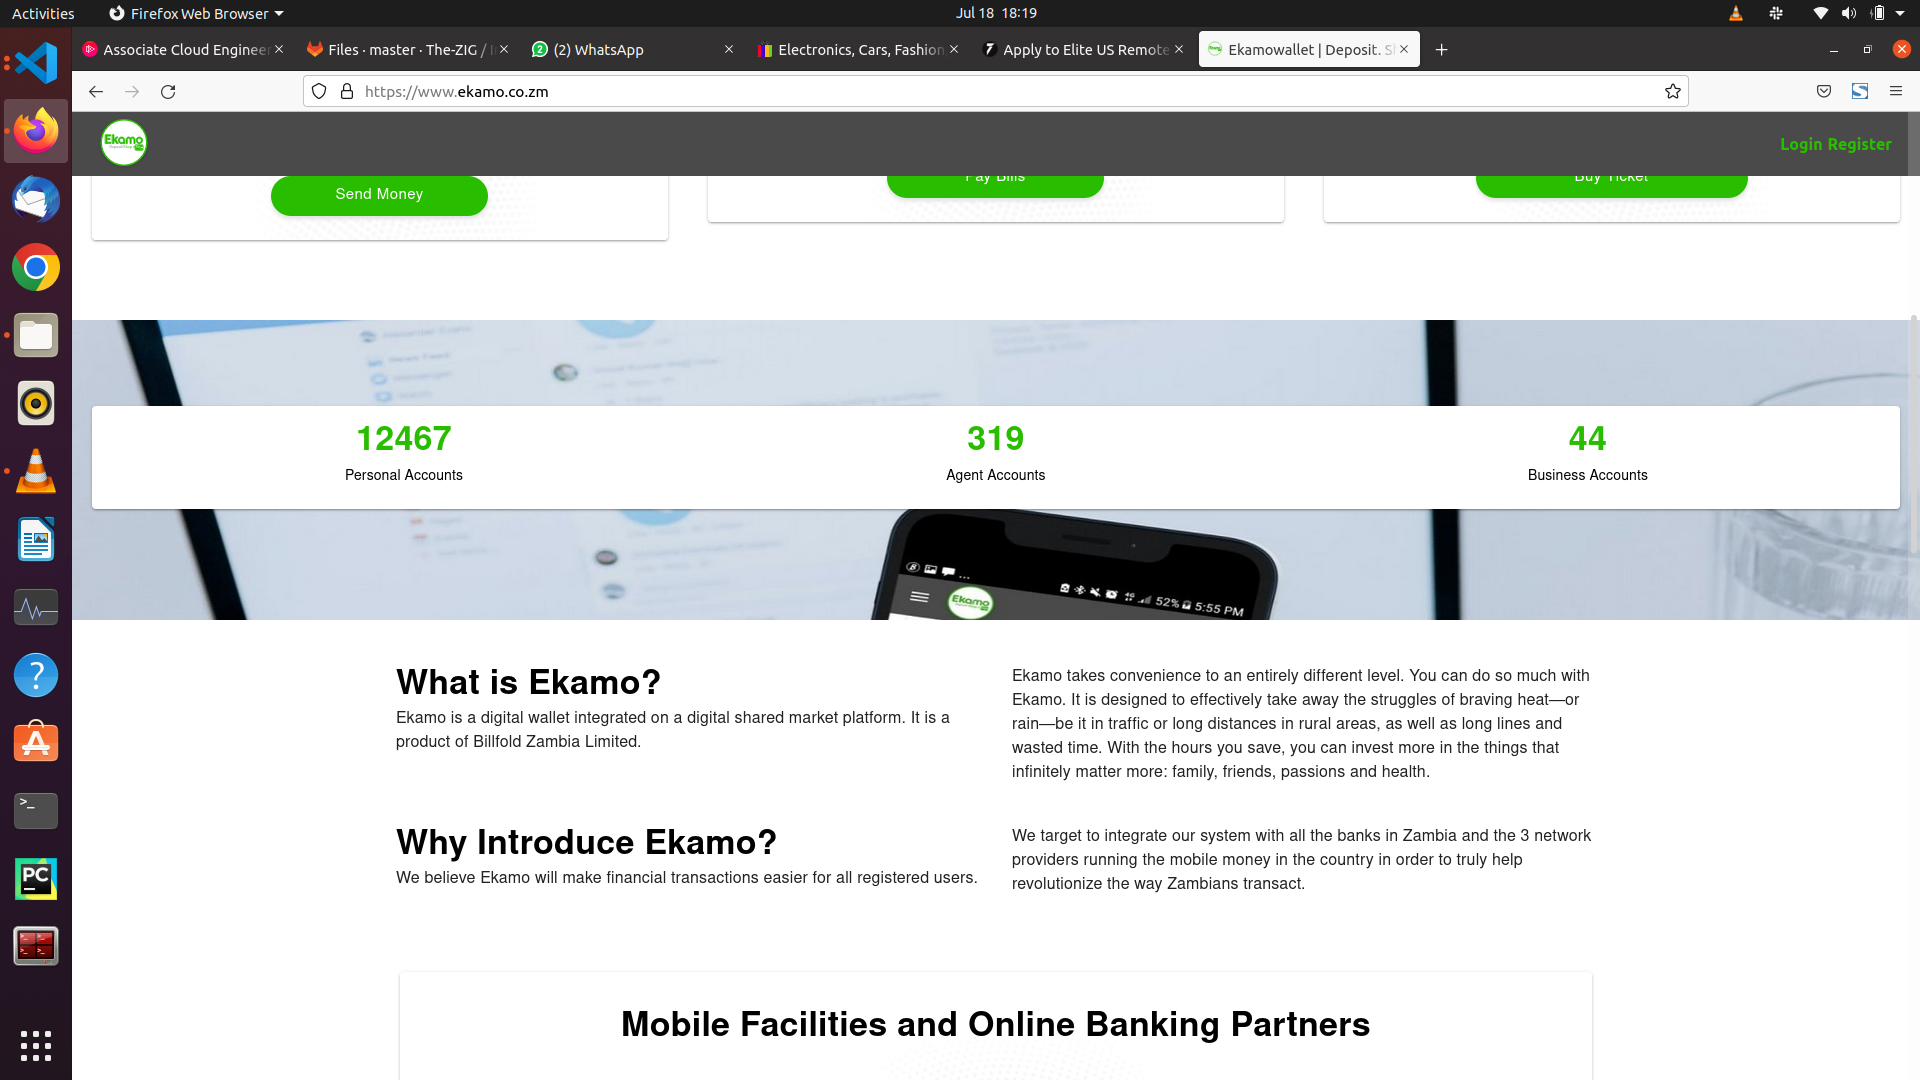 Activities
Firefox Web Browser
Jul 18 18:19
Associate Cloud Engineer
Files · master · The-ZIG /
(2) WhatsApp
Electronics, Cars, Fashion
Apply to Elite US Remote
Ekamowallet | Deposit. S
https://www.ekamo.co.zm
Ekamo
Login Register
Send Money
Pay Bills
Buy Ticket
12467
Personal Accounts
319
Agent Accounts
44
Business Accounts
Ekamo
52% 5:55 PM
What is Ekamo?
Ekamo is a digital wallet integrated on a digital shared market platform. It is a
product of Billfold Zambia Limited.
Ekamo takes convenience to an entirely different level. You can do so much with
Ekamo. It is designed to effectively take away the struggles of braving heat—or
rain—be it in traffic or long distances in rural areas, as well as long lines and
wasted time. With the hours you save, you can invest more in the things that
infinitely matter more: family, friends, passions and health.
Why Introduce Ekamo?
We believe Ekamo will make financial transactions easier for all registered users.
We target to integrate our system with all the banks in Zambia and the 3 network
providers running the mobile money in the country in order to truly help
revolutionize the way Zambians transact.
Mobile Facilities and Online Banking Partners
PC